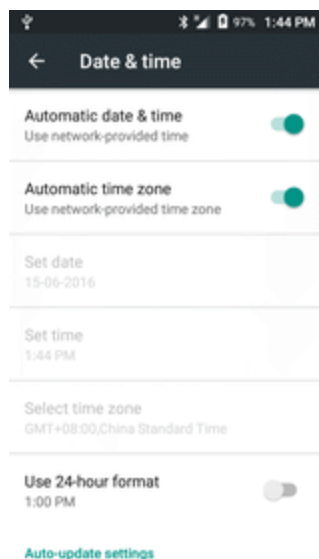 97% 1:44 PM
Date & time
Automatic date & time
Use network-provided time
Automatic time zone
Use network-provided time zone
Set date
15-06-2016
Set time
1:44 PM
Select time zone
GMT+08:00,China Standard Time
Use 24-hour format
1:00 PM
Auto-update settings